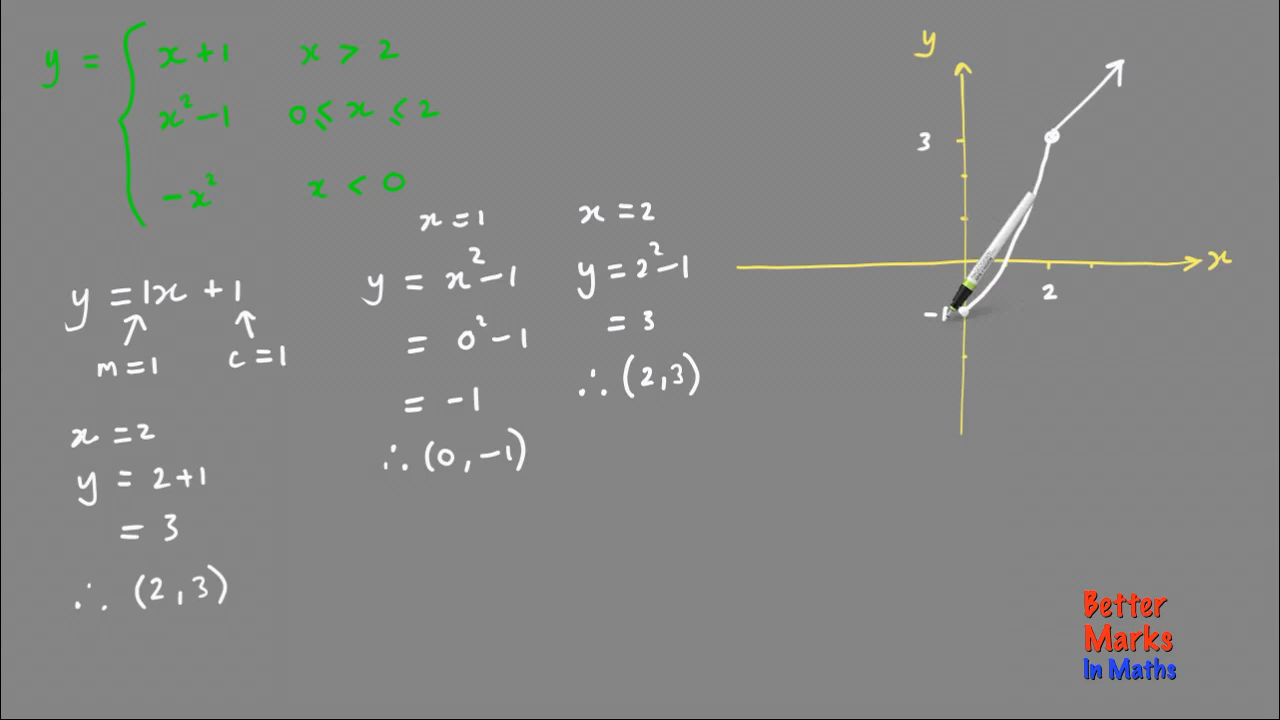 y = { x + 1    x > 2
x² − 1    0 ≤ x ≤ 2
−x²    x < 0
y = 1x + 1
m = 1    c = 1
x = 2
y = 2 + 1
= 3
∴ (2, 3)
x = 1
y = x² − 1
= 0² − 1
= −1
∴ (0, −1)
x = 2
y = 2² − 1
= 3
∴ (2, 3)
y
3
x
2
−1
Better
Marks
In Maths